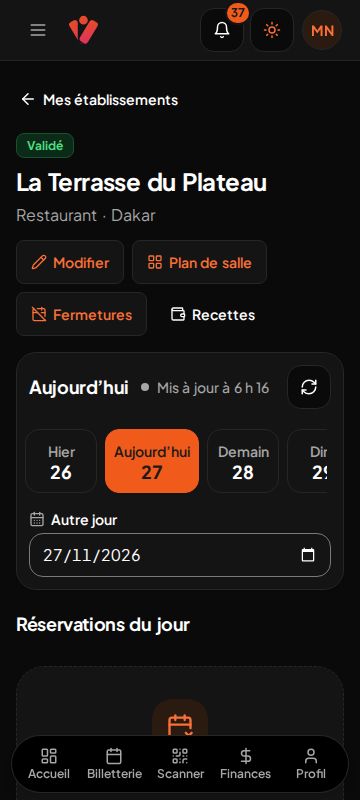 37
MN
Mes établissements
Validé
La Terrasse du Plateau
Restaurant · Dakar
Modifier
Plan de salle
Fermetures
Recettes
Aujourd'hui
Mis à jour à 6 h 16
Hier
26
Aujourd'hui
27
Demain
28
Autre jour
27/11/2026
Réservations du jour
Accueil
Billetterie
Scanner
Finances
Profil